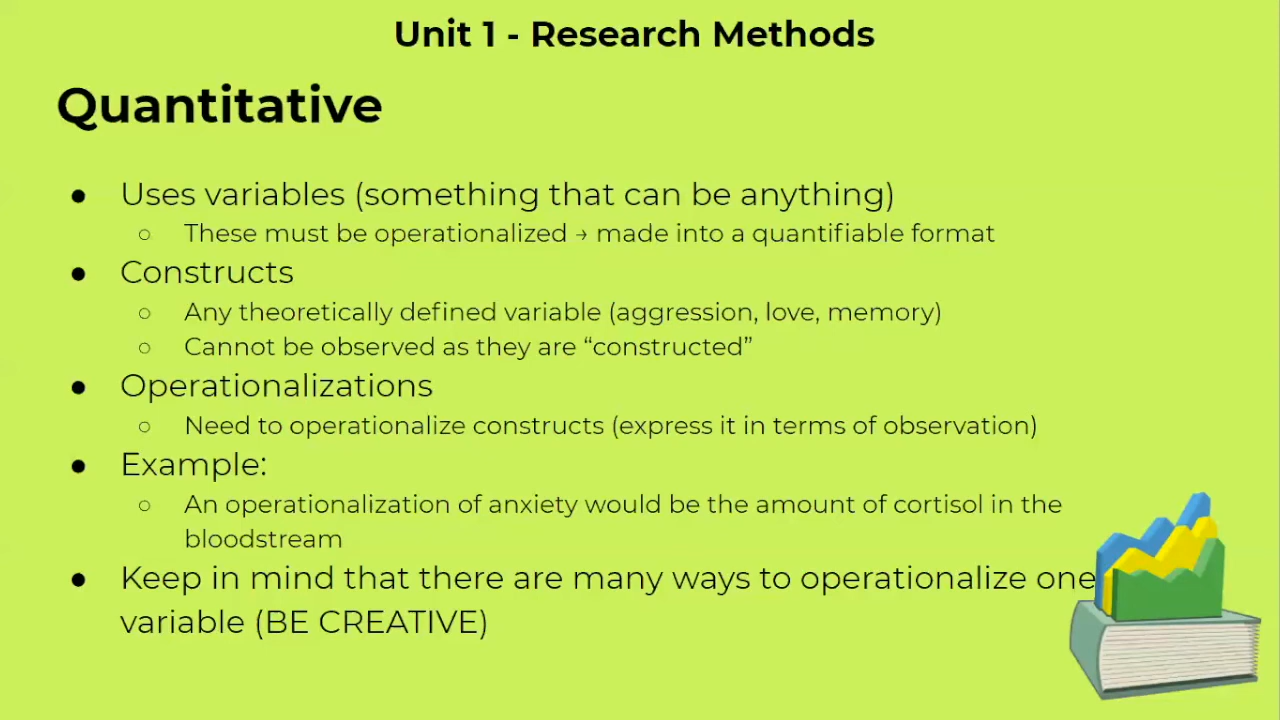 Unit 1 - Research Methods
Quantitative
● Uses variables (something that can be anything)
○ These must be operationalized → made into a quantifiable format
● Constructs
○ Any theoretically defined variable (aggression, love, memory)
○ Cannot be observed as they are “constructed”
● Operationalizations
○ Need to operationalize constructs (express it in terms of observation)
● Example:
○ An operationalization of anxiety would be the amount of cortisol in the
bloodstream
● Keep in mind that there are many ways to operationalize one
variable (BE CREATIVE)